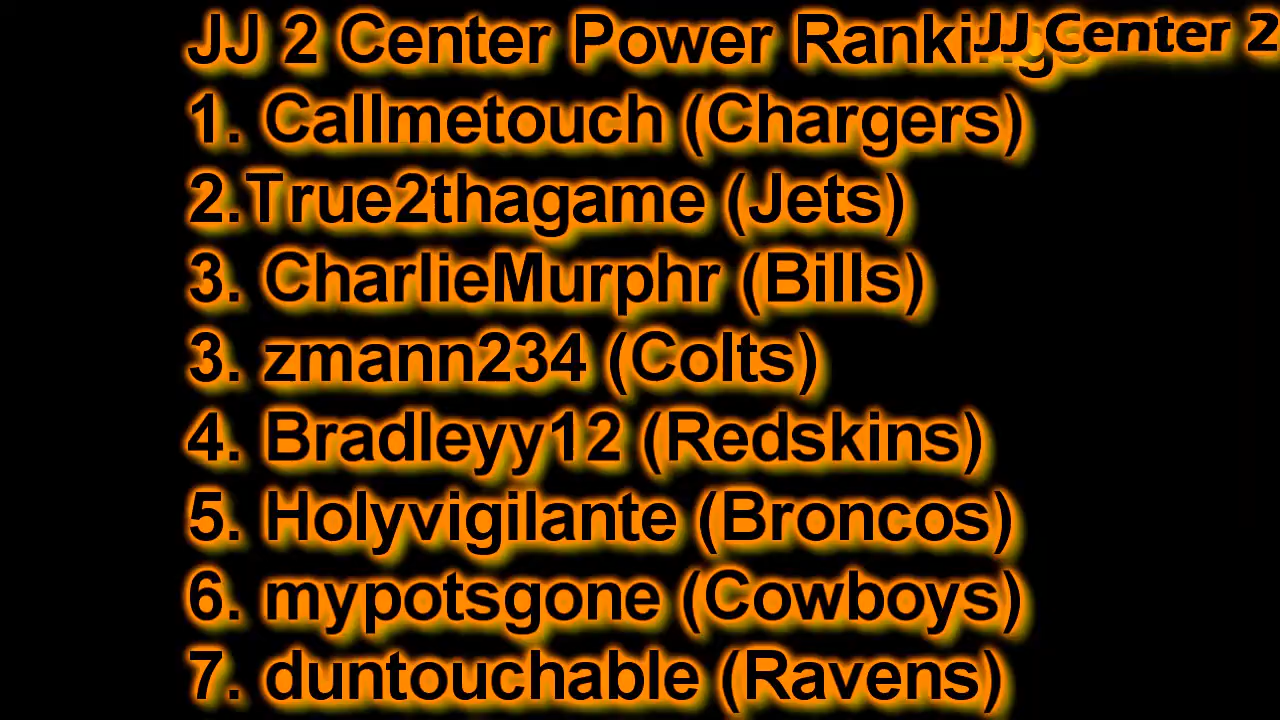 JJ 2 Center Power Rankings
JJ Center 2
1. Callmetouch (Chargers)
2.True2thagame (Jets)
3. CharlieMurphr (Bills)
3. zmann234 (Colts)
4. Bradleyy12 (Redskins)
5. Holyvigilante (Broncos)
6. mypotsgone (Cowboys)
7. duntouchable (Ravens)